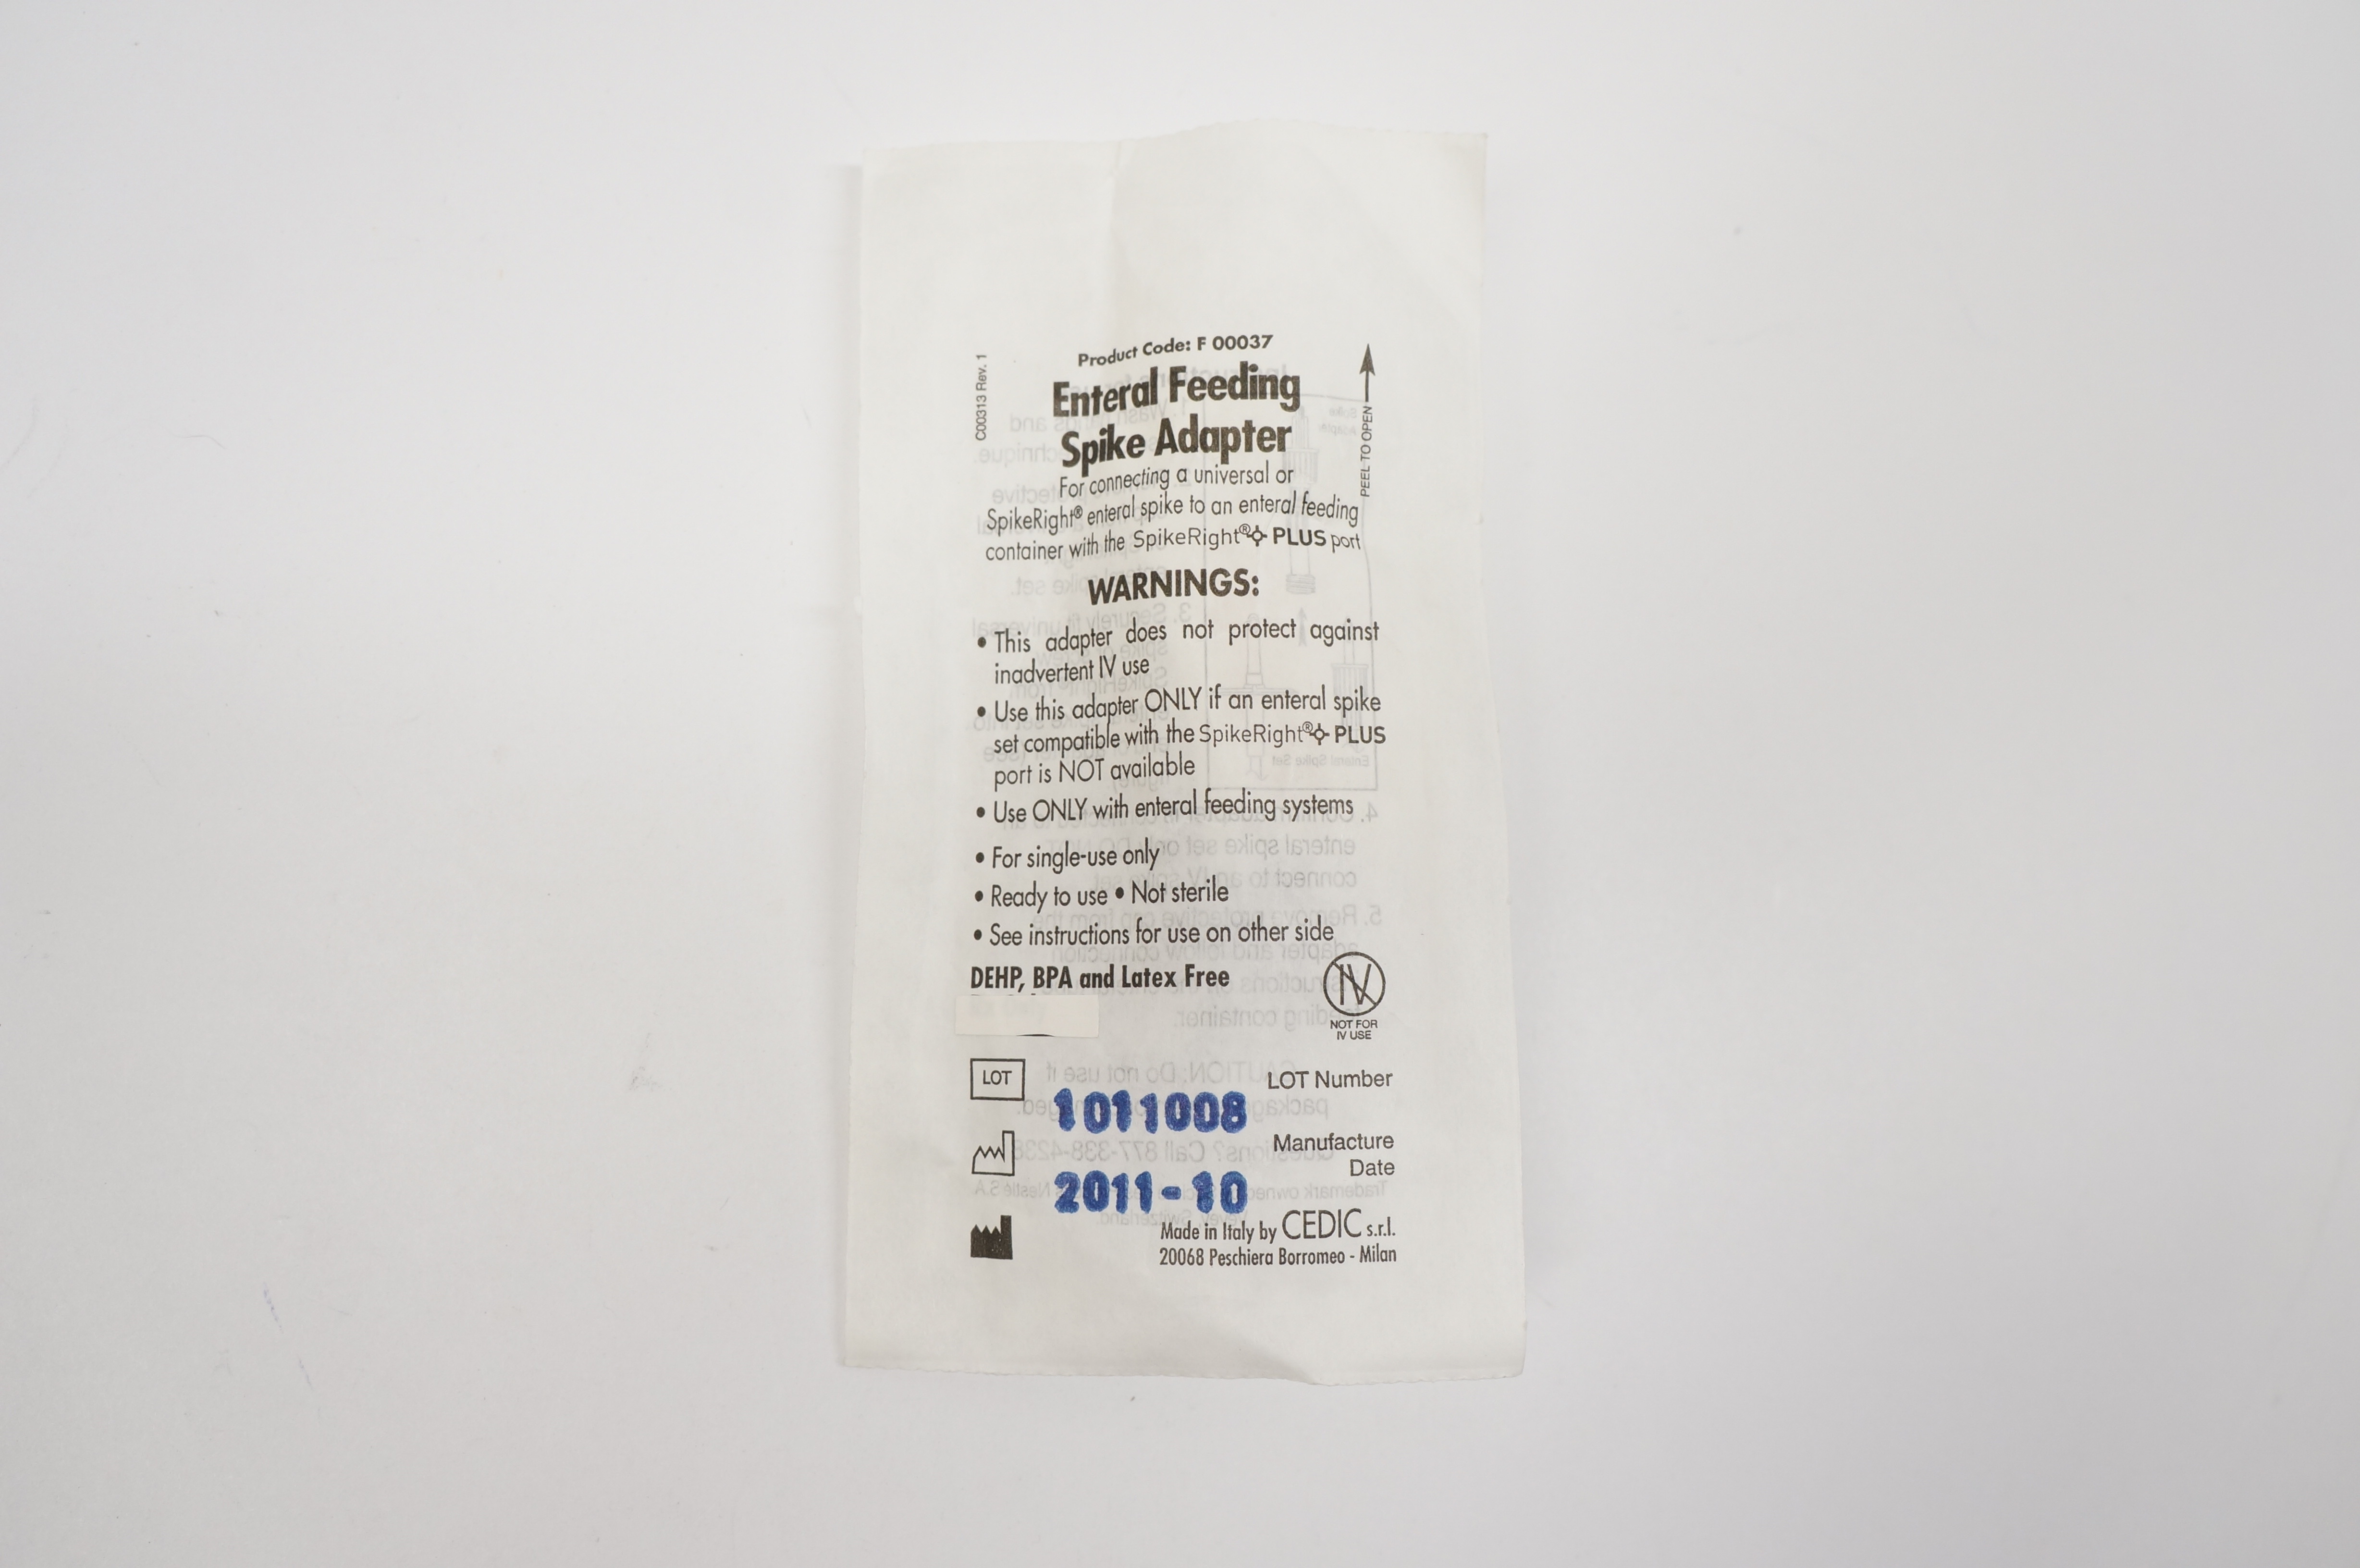 C00313 Rev. 1
Product Code: F 00037
PEEL TO OPEN
Enteral Feeding
Spike Adapter
For connecting a universal or
SpikeRight® enteral spike to an enteral feeding
container with the SpikeRight® PLUS port
WARNINGS:
• This adapter does not protect against
inadvertent IV use
• Use this adapter ONLY if an enteral spike
set compatible with the SpikeRight® PLUS
port is NOT available
• Use ONLY with enteral feeding systems
• For single-use only
• Ready to use • Not sterile
• See instructions for use on other side
DEHP, BPA and Latex Free
IV
NOT FOR
IV USE
LOT
LOT Number
1011008
Manufacture
Date
2011-10
Made in Italy by CEDIC s.r.l.
20068 Peschiera Borromeo - Milan